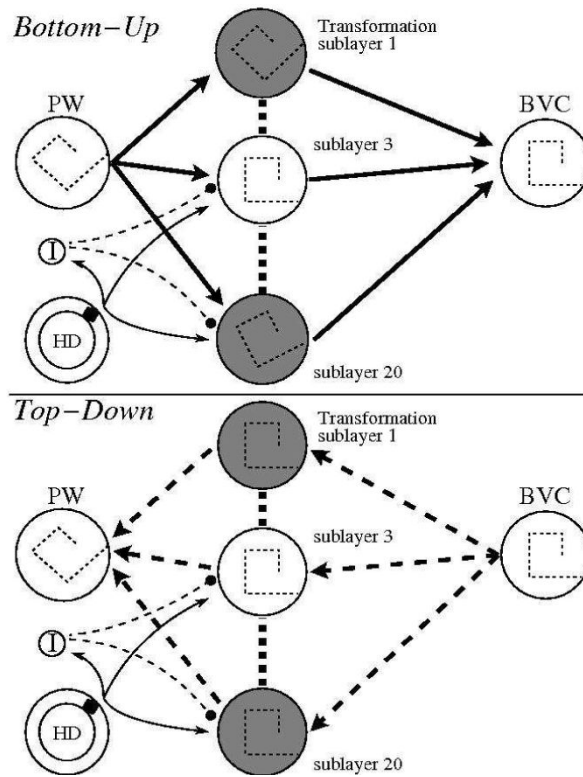 Bottom-Up
Transformation
sublayer 1
PW
BVC
sublayer 3
I
HD
sublayer 20
Top-Down
Transformation
sublayer 1
PW
BVC
sublayer 3
I
HD
sublayer 20